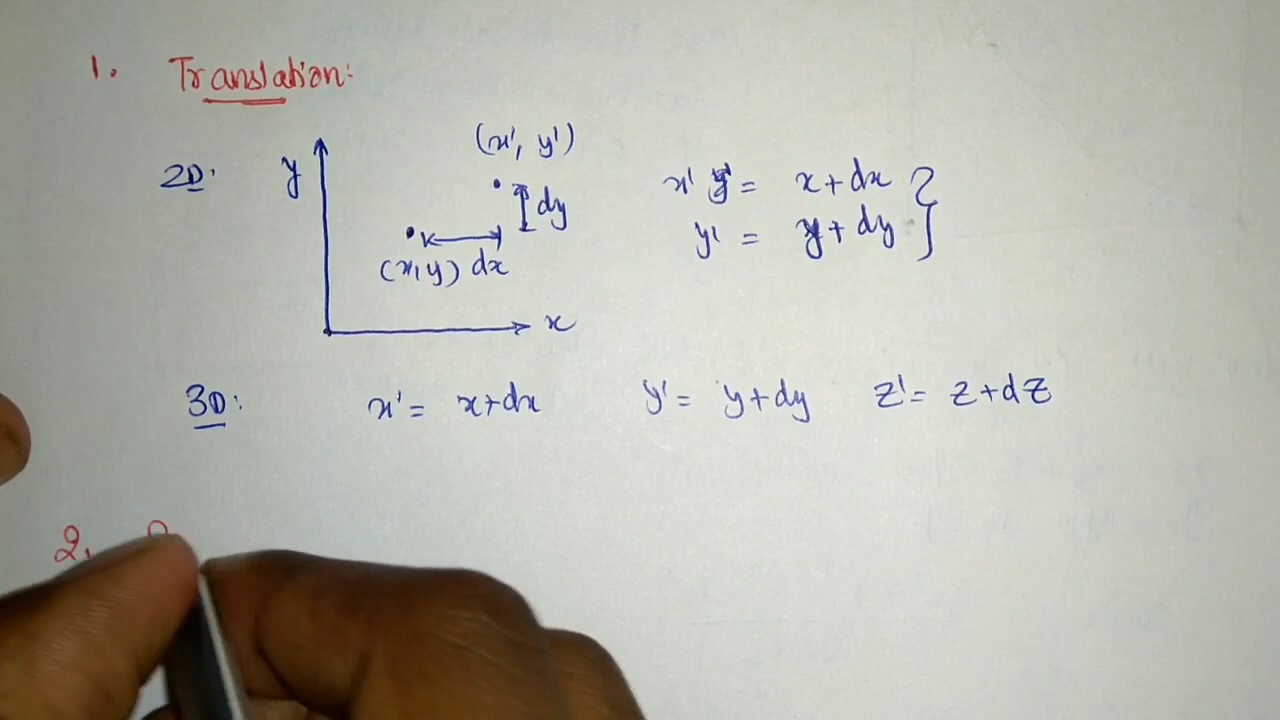 1. Translation:
2D:
y
(x', y')
dy
(x,y) dx
x
x' = x+dx
y' = y+dy
3D: x' = x+dx y' = y+dy z' = z+dz
2.